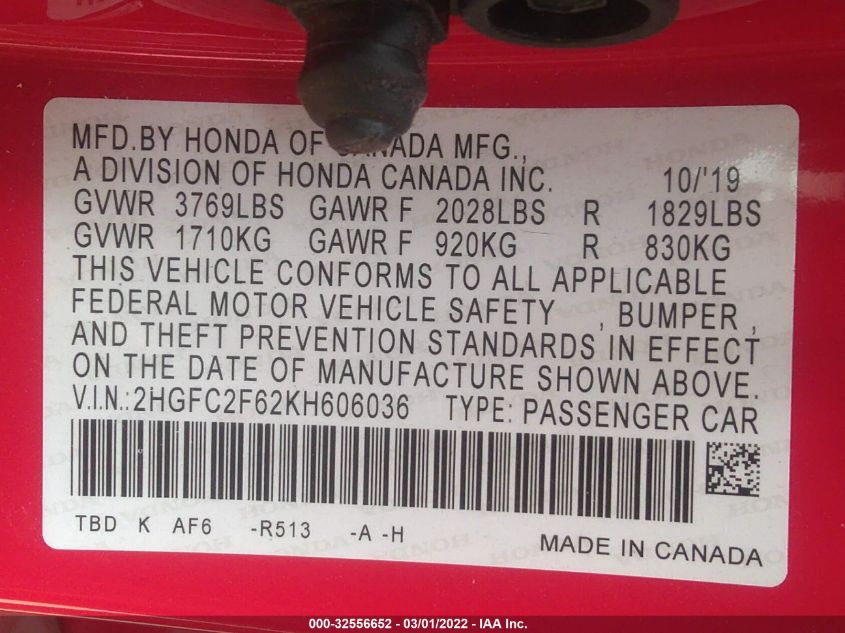 MFD.BY HONDA OF CANADA MFG.,
A DIVISION OF HONDA CANADA INC. 10/'19
GVWR 3769LBS GAWR F 2028LBS R 1829LBS
GVWR 1710KG GAWR F 920KG R 830KG
THIS VEHICLE CONFORMS TO ALL APPLICABLE
FEDERAL MOTOR VEHICLE SAFETY , BUMPER ,
AND THEFT PREVENTION STANDARDS IN EFFECT
ON THE DATE OF MANUFACTURE SHOWN ABOVE.
V.I.N.:2HGFC2F62KH606036 TYPE: PASSENGER CAR
TBD K AF6 -R513 -A -H
MADE IN CANADA
000-32556652 - 03/01/2022 - IAA Inc.